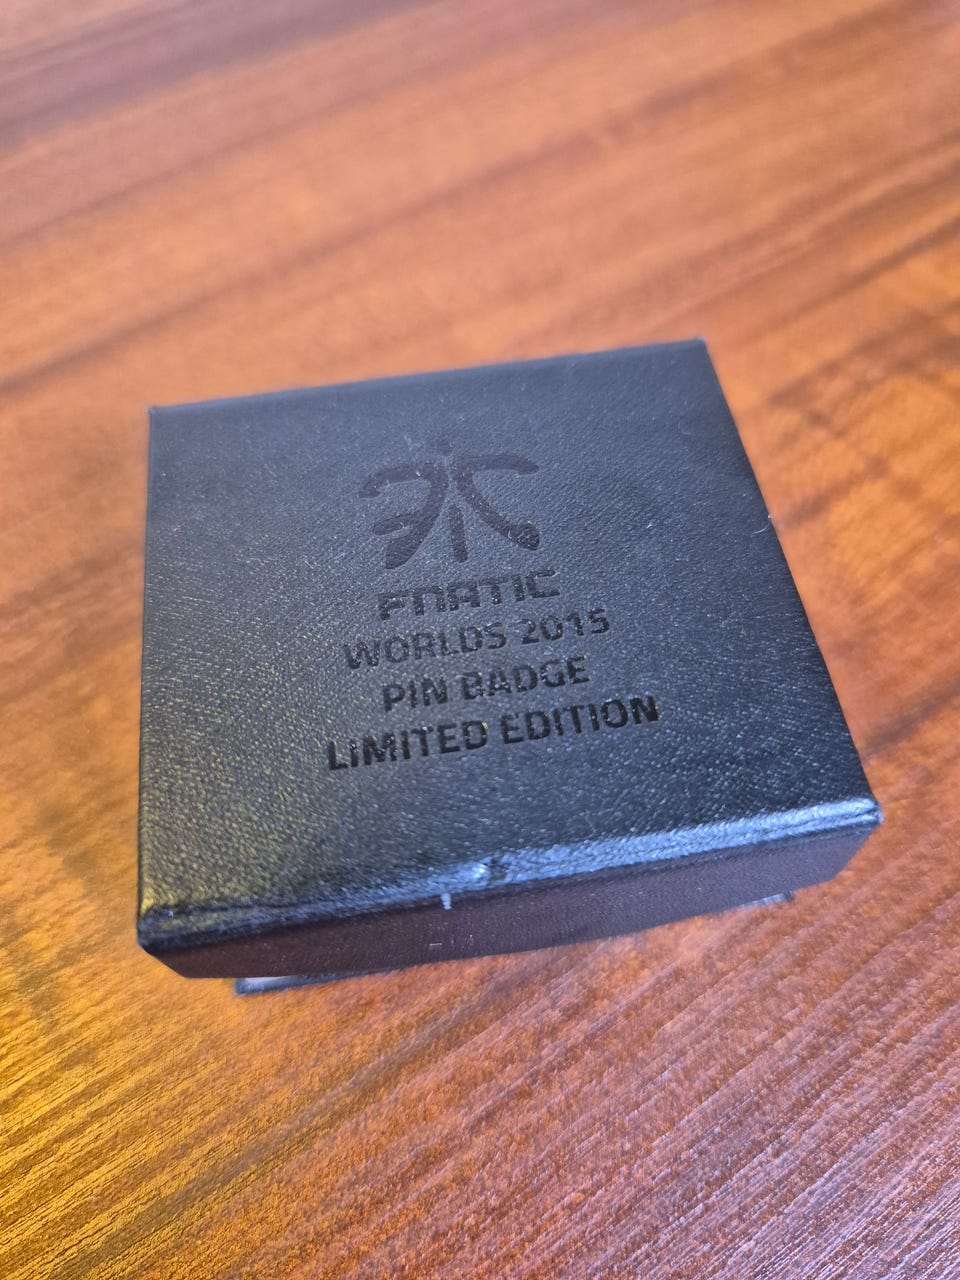 FNATIC
WORLDS 2015
PIN BADGE
LIMITED EDITION